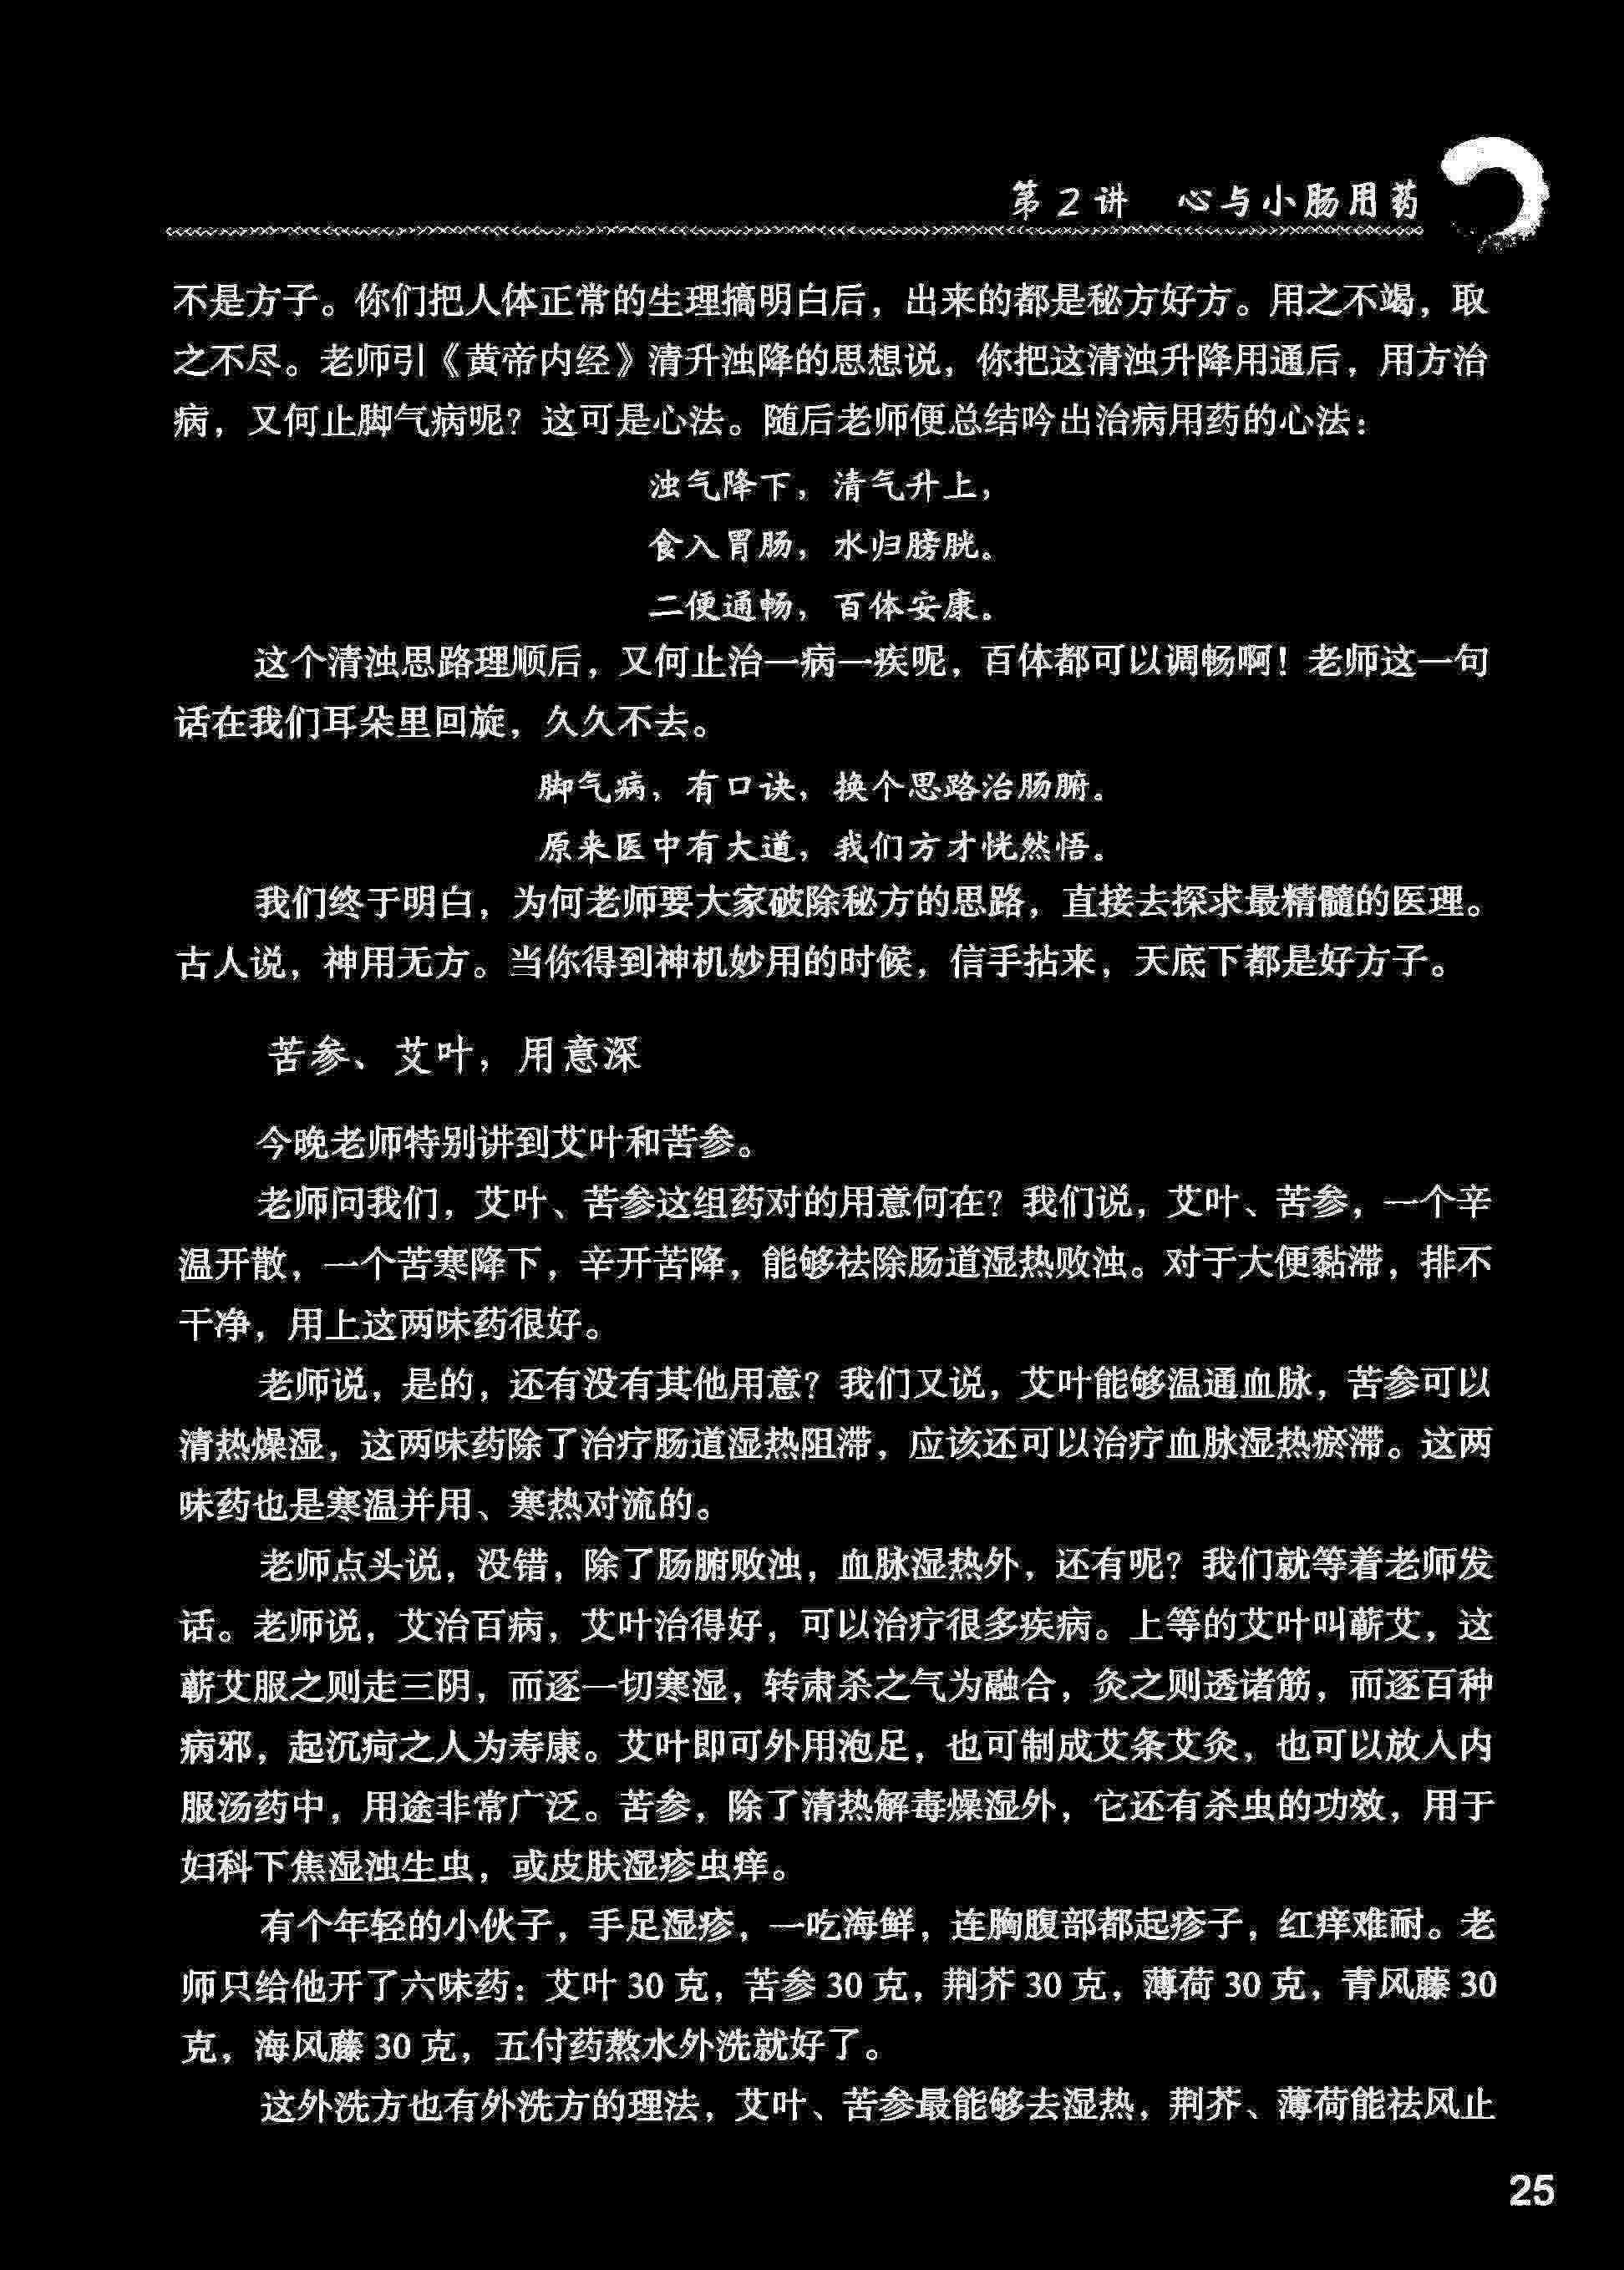 第2讲 心与小肠用药
不是方子。你们把人体正常的生理搞明白后，出来的都是秘方好方。用之不竭，取
之不尽。老师引《黄帝内经》清升浊降的思想说，你把这清浊升降用通后，用方治
病，又何止脚气病呢？这可是心法。随后老师便总结吟出治病用药的心法：
浊气降下，清气升上，
食入胃肠，水归膀胱。
二便通畅，百体安康。
这个清浊思路理顺后，又何止治一病一疾呢，百体都可以调畅啊！老师这一句
话在我们耳朵里回旋，久久不去。
脚气病，有口诀，换个思路治肠腑。
原来医中有大道，我们方才恍然悟。
我们终于明白，为何老师要大家破除秘方的思路，直接去探求最精髓的医理。
古人说，神用无方。当你得到神机妙用的时候，信手拈来，天底下都是好方子。
苦参、艾叶，用意深
今晚老师特别讲到艾叶和苦参。
老师问我们，艾叶、苦参这组药对的用意何在？我们说，艾叶、苦参，一个辛
温开散，一个苦寒降下，辛开苦降，能够祛除肠道湿热败浊。对于大便黏滞，排不
干净，用上这两味药很好。
老师说，是的，还有没有其他用意？我们又说，艾叶能够温通血脉，苦参可以
清热燥湿，这两味药除了治疗肠道湿热阻滞，应该还可以治疗血脉湿热瘀滞。这两
味药也是寒温并用、寒热对流的。
老师点头说，没错，除了肠腑败浊，血脉湿热外，还有呢？我们就等着老师发
话。老师说，艾治百病，艾叶治得好，可以治疗很多疾病。上等的艾叶叫蕲艾，这
蕲艾服之则走三阴，而逐一切寒湿，转肃杀之气为融合，灸之则透诸筋，而逐百种
病邪，起沉疴之人为寿康。艾叶即可外用泡足，也可制成艾条艾灸，也可以放入内
服汤药中，用途非常广泛。苦参，除了清热解毒燥湿外，它还有杀虫的功效，用于
妇科下焦湿浊生虫，或皮肤湿疹虫痒。
有个年轻的小伙子，手足湿疹，一吃海鲜，连胸腹部都起疹子，红痒难耐。老
师只给他开了六味药：艾叶30克，苦参30克，荆芥30克，薄荷30克，青风藤30
克，海风藤30克，五付药熬水外洗就好了。
这外洗方也有外洗方的理法，艾叶、苦参最能够去湿热，荆芥、薄荷能祛风止
25